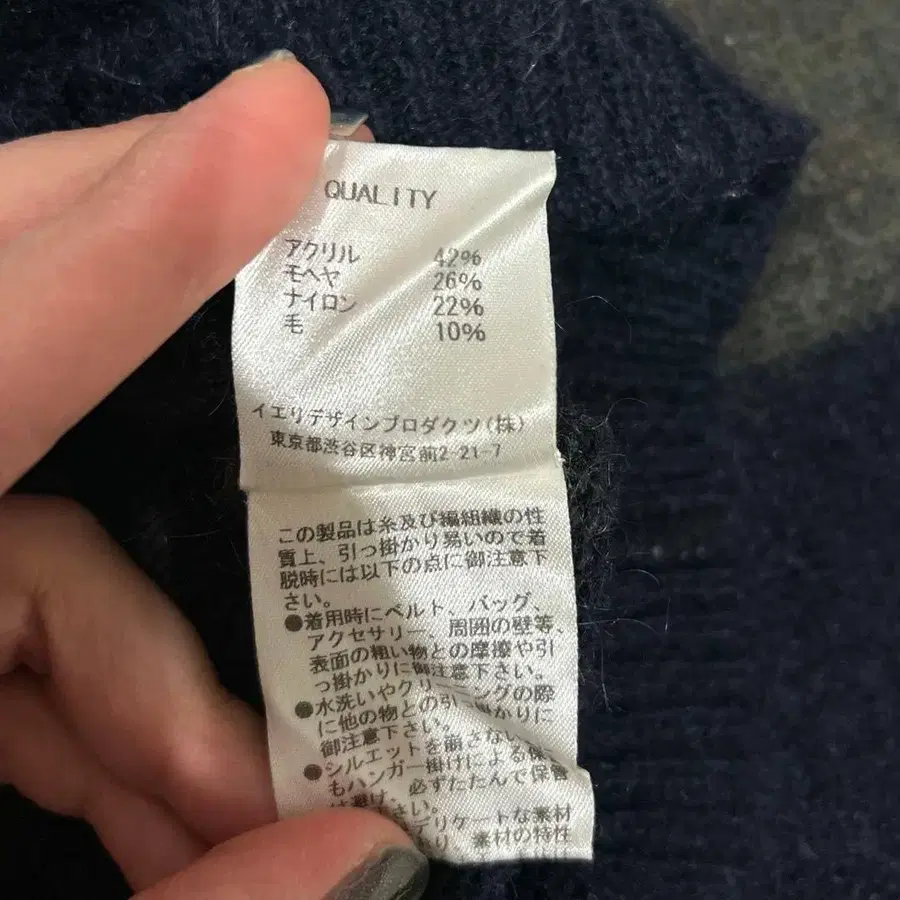 QUALITY
アクリル 42%
モヘヤ 26%
ナイロン 22%
毛 10%
イエリデザインプロダクツ(株)
東京都渋谷区神宮前2-21-7
この製品は糸及び編組織の性
質上、引っ掛かり易いので着
脱時には以下の点に御注意下
さい。
●着用時にベルト、バッグ、
アクセサリー、周囲の壁等、
表面の粗い物との摩擦や引
っ掛かりに御注意下さい。
●水洗いやクリ ングの際
に他の物との引っ掛かりに
御注意下さい。
●シルエットを崩さない
もハンガー掛けによる保
は避け、必ずたたんで保管
さい。
デリケートな素材
素材の特性